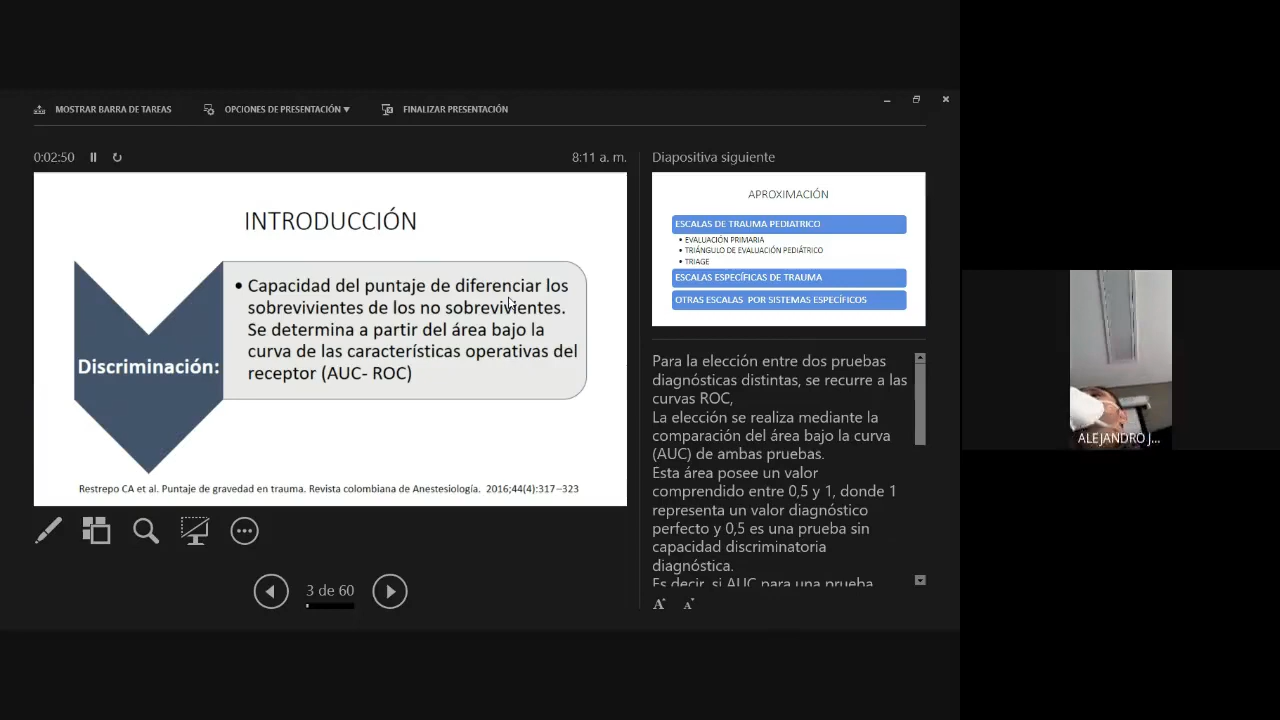 MOSTRAR BARRA DE TAREAS
OPCIONES DE PRESENTACIÓN ▼
FINALIZAR PRESENTACIÓN
0:02:50
8:11 a. m.
INTRODUCCIÓN
Discriminación:
• Capacidad del puntaje de diferenciar los
sobrevivientes de los no sobrevivientes.
Se determina a partir del área bajo la
curva de las características operativas del
receptor (AUC- ROC)
Restrepo CA et al. Puntaje de gravedad en trauma. Revista colombiana de Anestesiología. 2016;44(4):317–323
3 de 60
Diapositiva siguiente
APROXIMACIÓN
ESCALAS DE TRAUMA PEDIATRICO
• EVALUACIÓN PRIMARIA
• TRIÁNGULO DE EVALUACIÓN PEDIÁTRICO
• TRIAGE
ESCALAS ESPECÍFICAS DE TRAUMA
OTRAS ESCALAS POR SISTEMAS ESPECÍFICOS
Para la elección entre dos pruebas
diagnósticas distintas, se recurre a las
curvas ROC,
La elección se realiza mediante la
comparación del área bajo la curva
(AUC) de ambas pruebas.
Esta área posee un valor
comprendido entre 0,5 y 1, donde 1
representa un valor diagnóstico
perfecto y 0,5 es una prueba sin
capacidad discriminatoria
diagnóstica.
Es decir, si AUC para una prueba
A A
ALEJANDRO J...